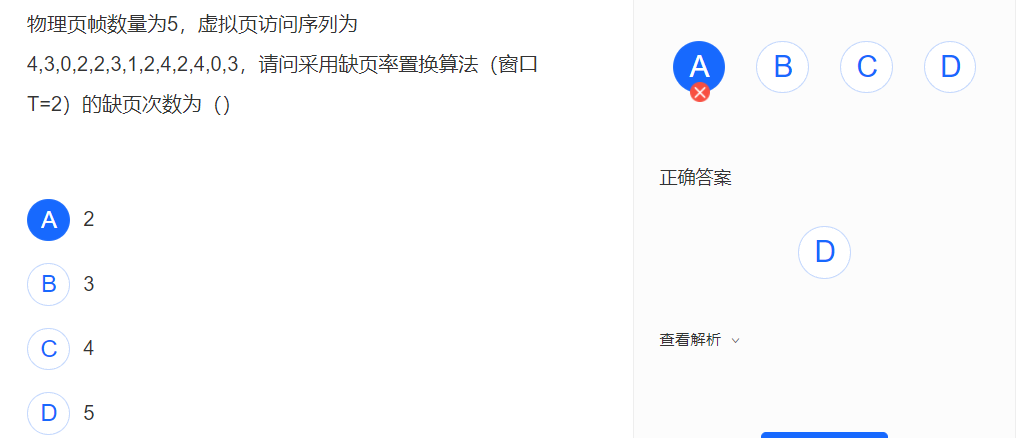 物理页帧数量为5，虚拟页访问序列为
4,3,0,2,2,3,1,2,4,2,4,0,3，请问采用缺页率置换算法（窗口
T=2）的缺页次数为（）
A 2
B 3
C 4
D 5
A B C D
正确答案
D
查看解析